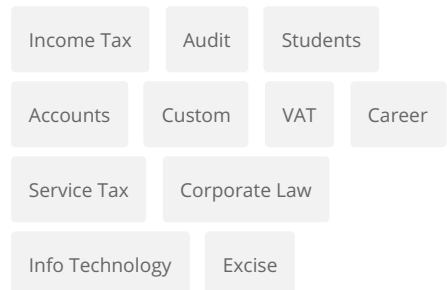 Income Tax Audit Students
Accounts Custom VAT Career
Service Tax Corporate Law
Info Technology Excise